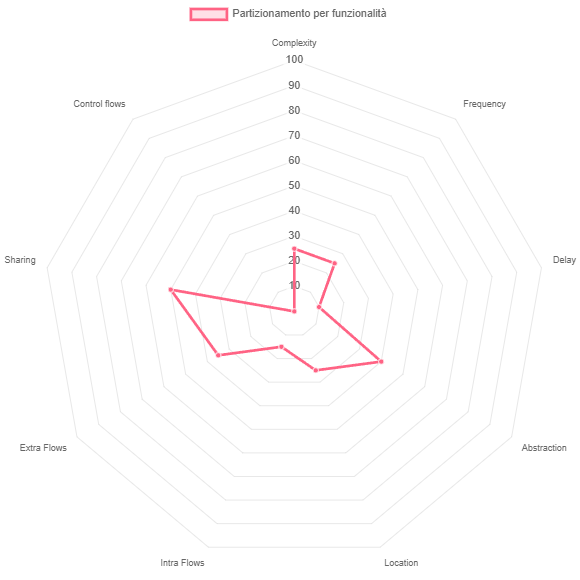 Partizionamento per funzionalità
Complexity
100
90
80
70
60
50
40
30
20
10
Frequency
Delay
Abstraction
Location
Intra Flows
Extra Flows
Sharing
Control flows